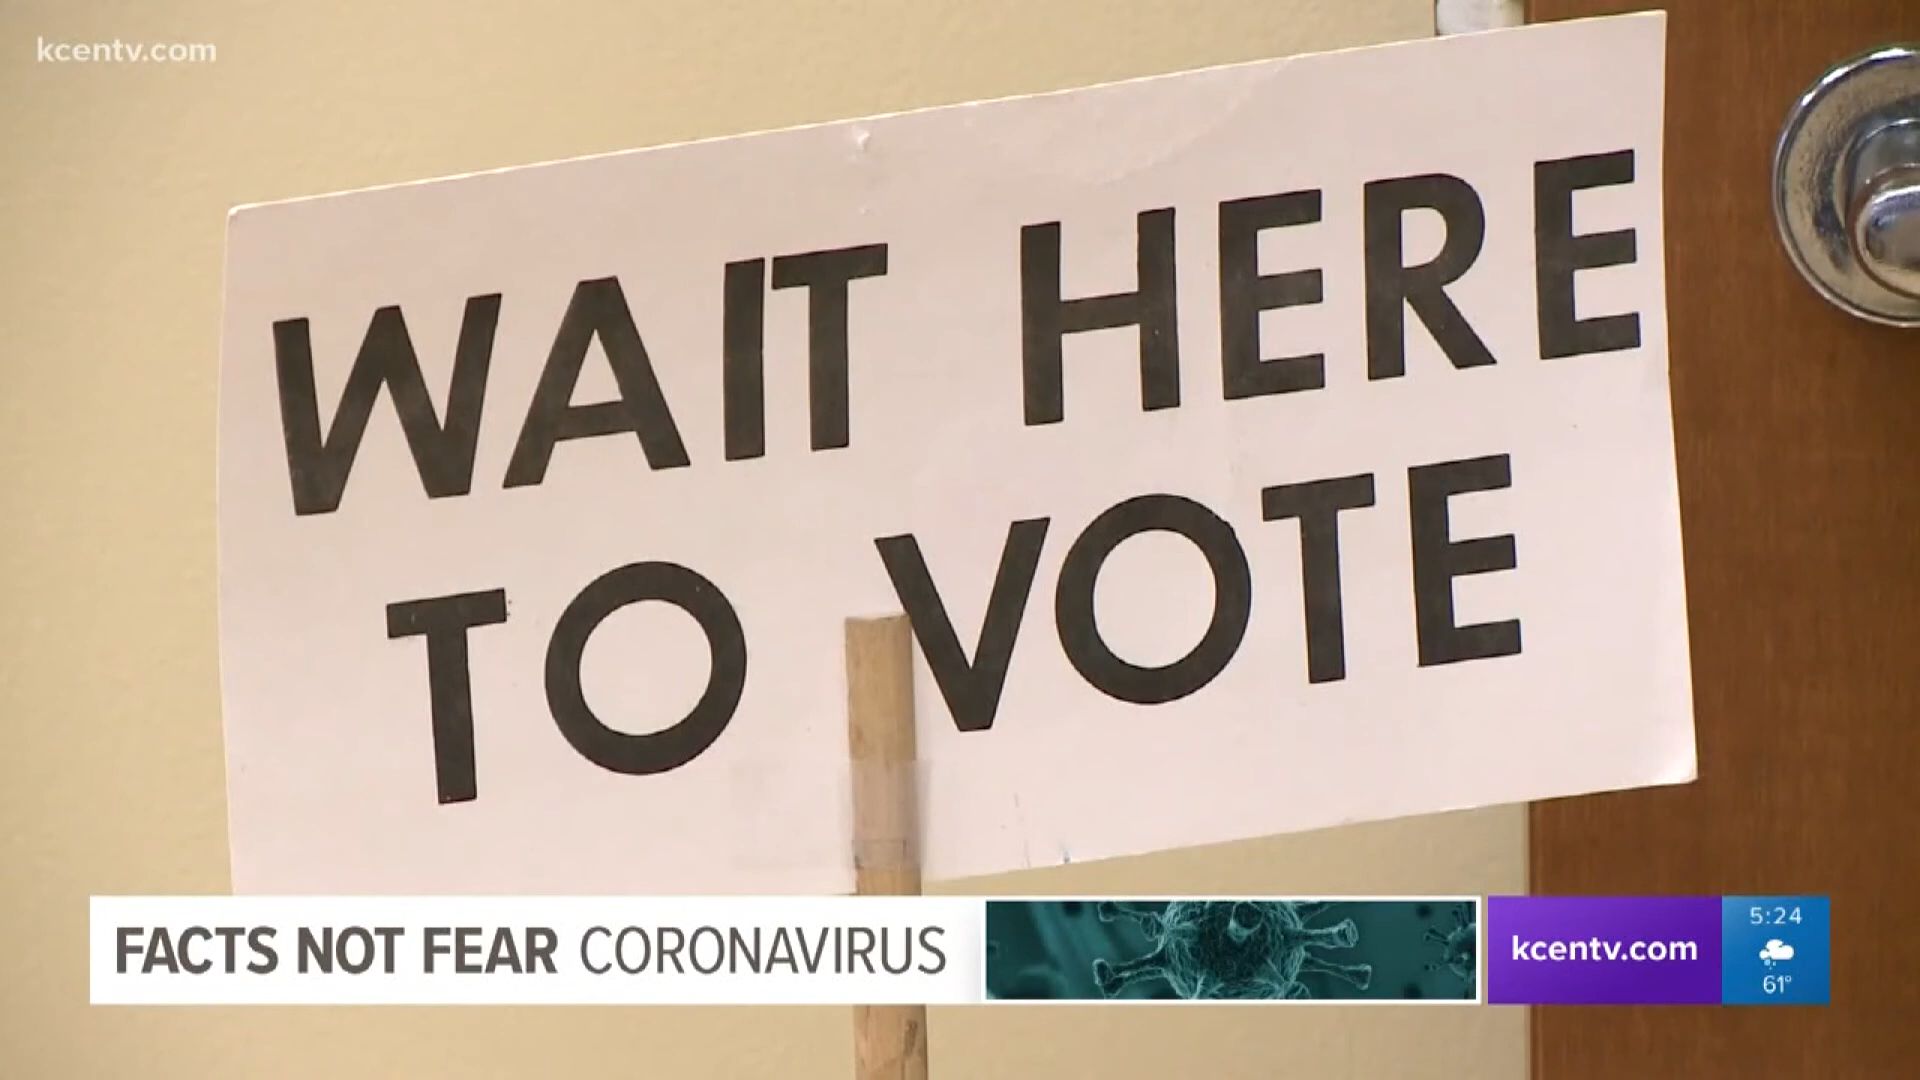 kcentv.com
WAIT HERE
TO VOTE
FACTS NOT FEAR CORONAVIRUS
kcentv.com
5:24
61°